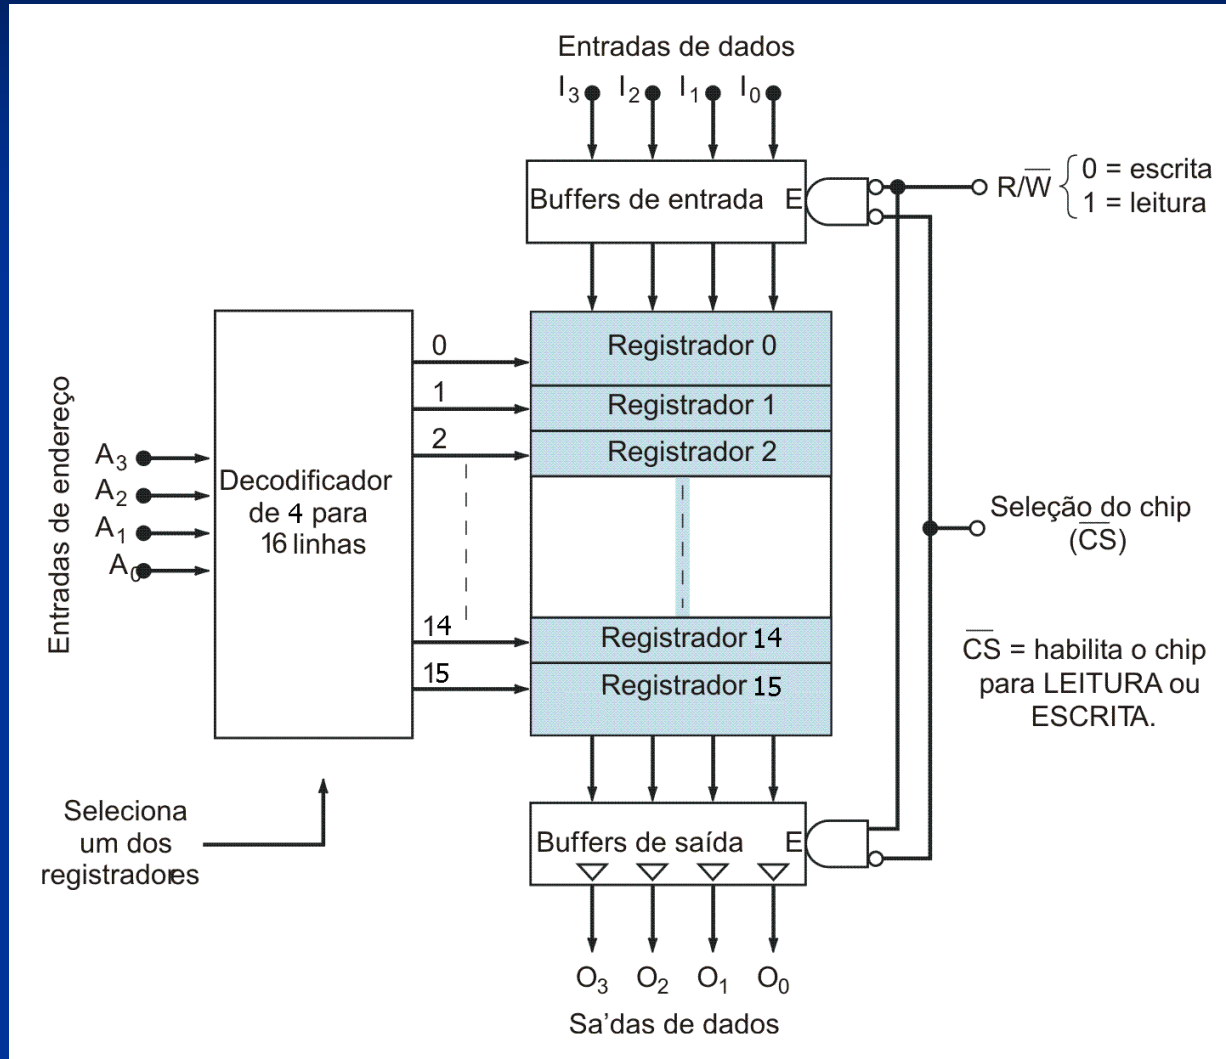 Entradas de dados
I3 I2 I1 I0
Buffers de entrada E
R/W̅ { 0 = escrita
1 = leitura
0
Registrador 0
1
Registrador 1
2
Registrador 2
Entradas de endereço
A3
A2
A1
A0
Decodificador
de 4 para
16 linhas
Seleção do chip
(C̅S̅)
14
Registrador 14
15
Registrador 15
C̅S̅ = habilita o chip
para LEITURA ou
ESCRITA.
Seleciona
um dos
registradores
Buffers de saída E
O3 O2 O1 O0
Sa'das de dados